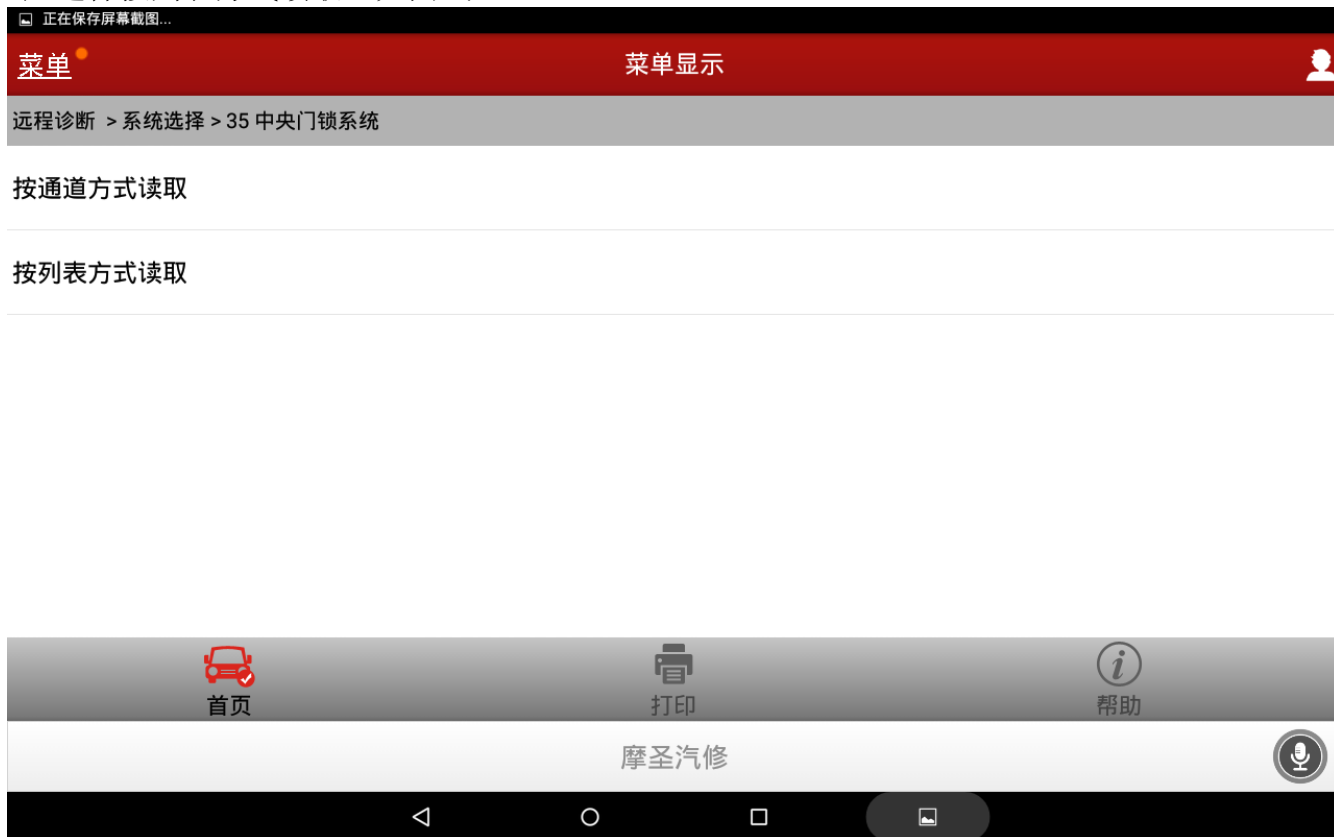 正在保存屏幕截图...
菜单
菜单显示
远程诊断 > 系统选择 > 35 中央门锁系统
按通道方式读取
按列表方式读取
首页
打印
帮助
摩圣汽修